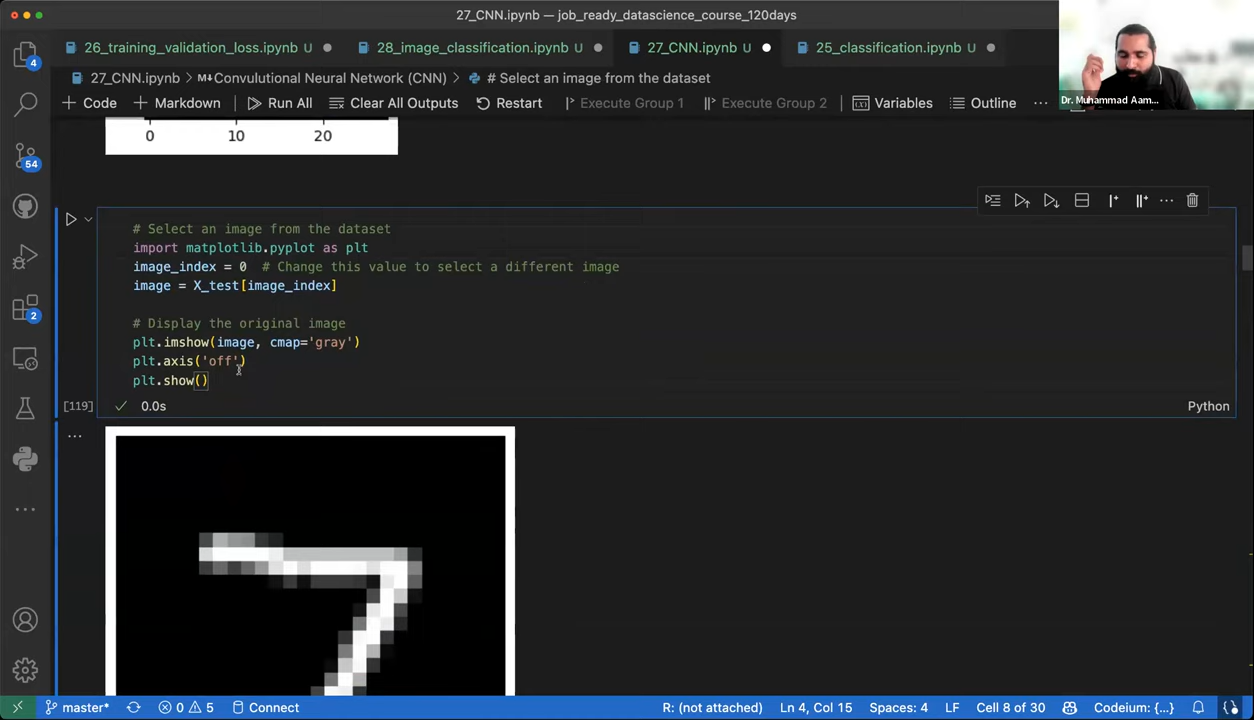 27_CNN.ipynb — job_ready_datascience_course_120days
26_training_validation_loss.ipynb U
28_image_classification.ipynb U
27_CNN.ipynb U
25_classification.ipynb U
27_CNN.ipynb > M↓Convulutional Neural Network (CNN) > # Select an image from the dataset
+ Code + Markdown Run All Clear All Outputs Restart Execute Group 1 Execute Group 2 Variables Outline ...
Dr. Muhammad Aam...
4
54
2
0 10 20
# Select an image from the dataset
import matplotlib.pyplot as plt
image_index = 0 # Change this value to select a different image
image = X_test[image_index]
# Display the original image
plt.imshow(image, cmap='gray')
plt.axis('off')
plt.show()
[119] 0.0s Python
7
master* 0 5 Connect R: (not attached) Ln 4, Col 15 Spaces: 4 LF Cell 8 of 30 Codeium: {...}